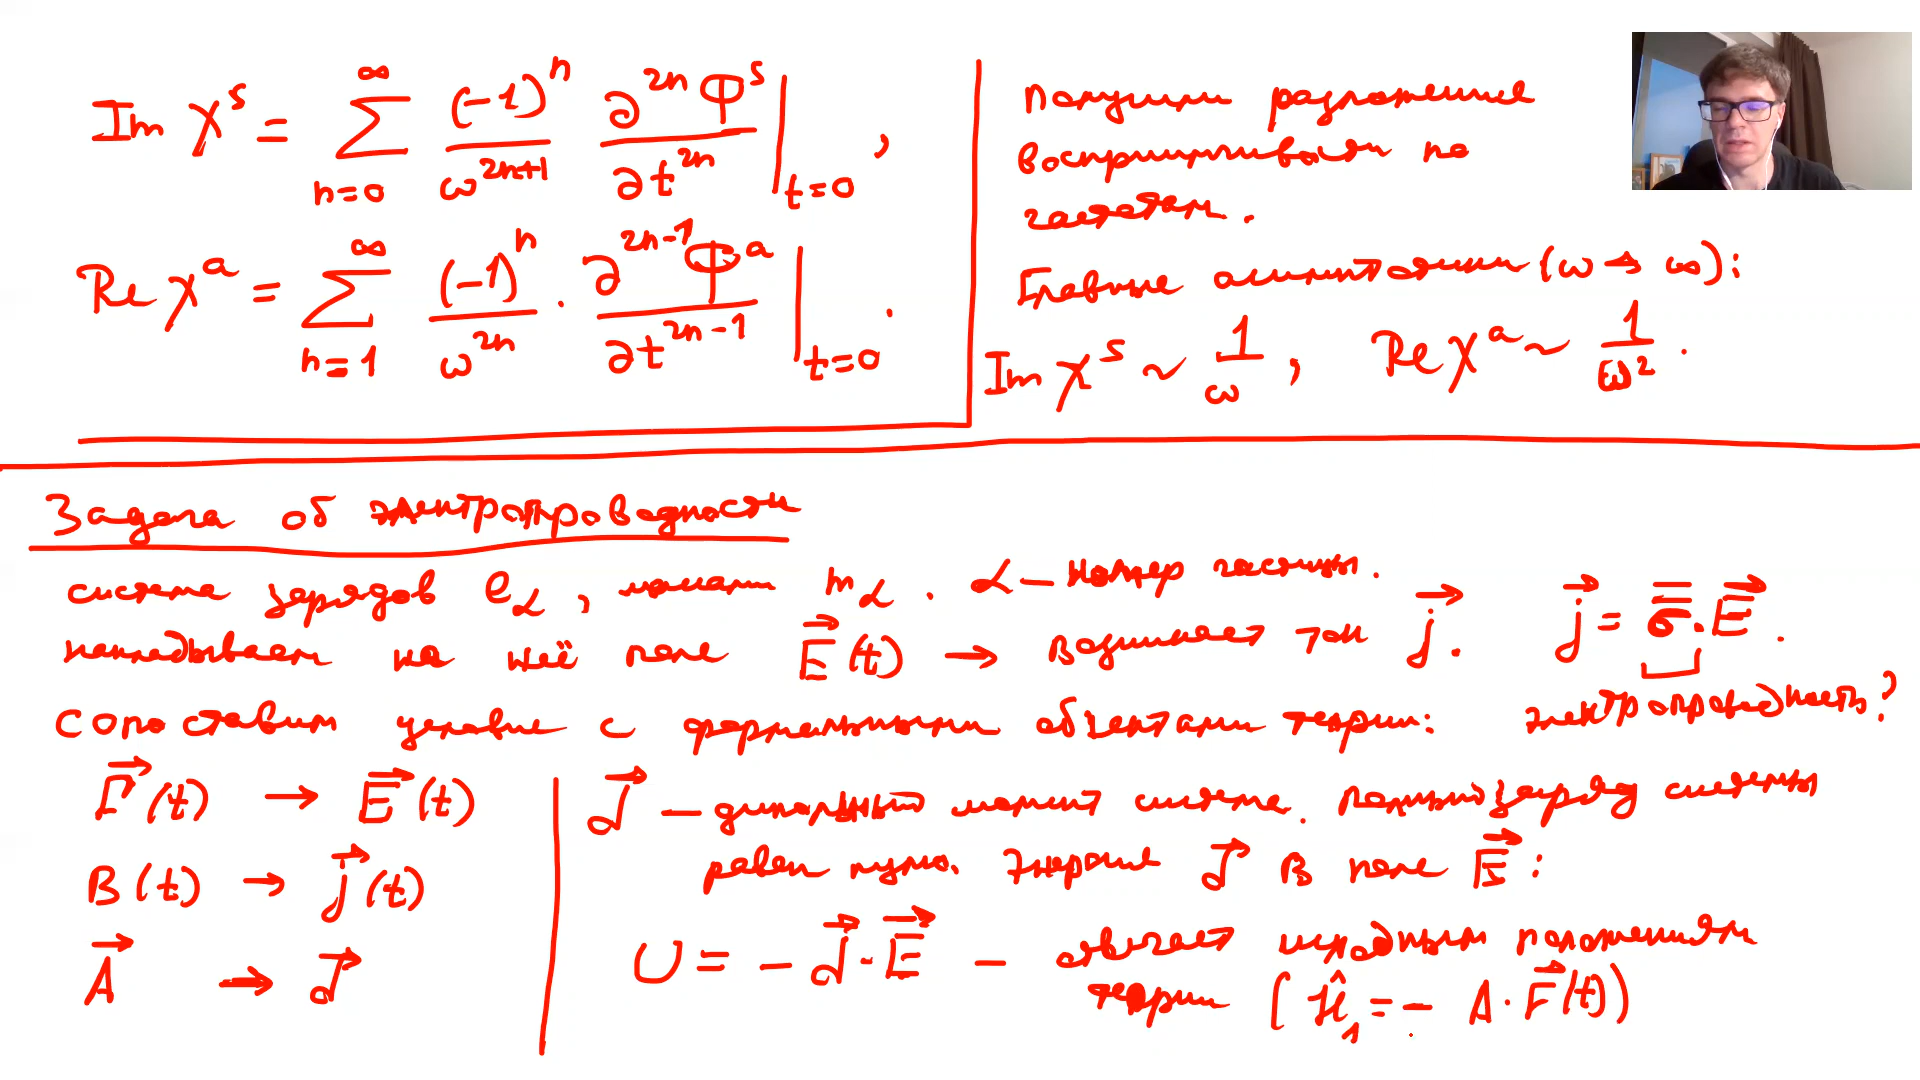 Im χ^s = ∑_{n=0}^{∞} (-1)^n / ω^{2n+1} ∂^{2n} Φ^s / ∂t^{2n} |_{t=0} ,
Re χ^a = ∑_{n=1}^{∞} (-1)^n / ω^{2n} · ∂^{2n-1} Φ^a / ∂t^{2n-1} |_{t=0} .
Получили разложение
восприимчивости по
частотам.
Главные асимптотики (ω → ∞):
Im χ^s ~ 1/ω , Re χ^a ~ 1/ω² .
Задача об электропроводности
система зарядов e_α , массами m_α . α – номер частицы.
накладываем на неё поле E⃗(t) → возникает ток j⃗ . j⃗ = σ̿ · E⃗ .
Сопоставим условие с формальными объектами теории: электропроводность?
F⃗(t) → E⃗(t)
B(t) → j⃗(t)
A⃗ → d⃗
d⃗ – дипольный момент системы. Полный заряд системы
равен нулю. Энергия d⃗ в поле E⃗ :
U = - d⃗ · E⃗ – отвечает исходным положениям
теории (Ĥ₁ = - A · F⃗(t))